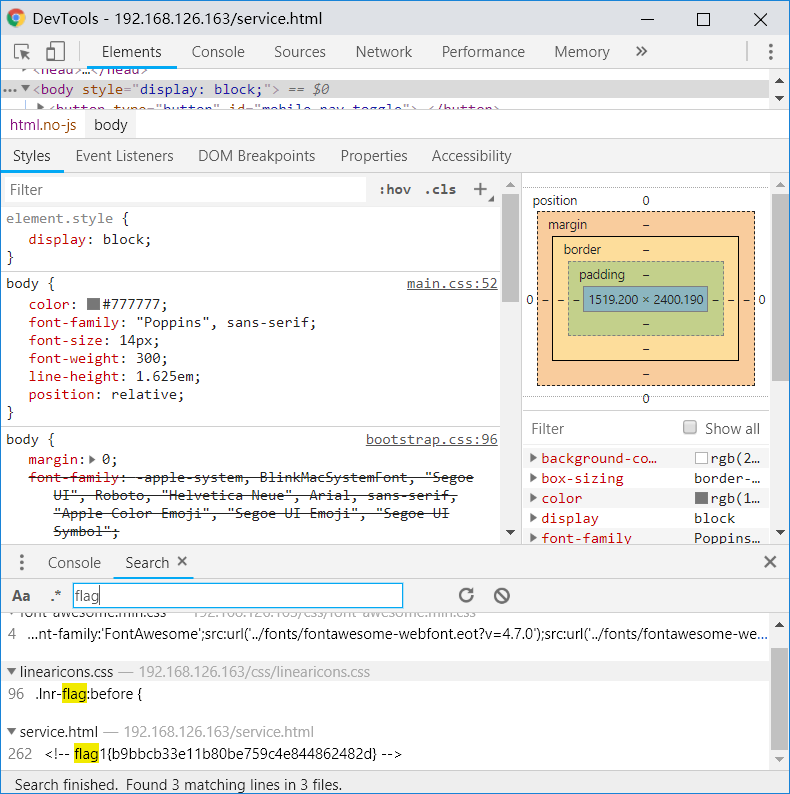 DevTools - 192.168.126.163/service.html
Elements Console Sources Network Performance Memory »
<head>…</head>
<body style="display: block;"> == $0
<button type="button" id="mobile-nav-toggle">…</button>
html.no-js body
Styles Event Listeners DOM Breakpoints Properties Accessibility
Filter :hov .cls +
element.style {
display: block;
}
body { main.css:52
color: #777777;
font-family: "Poppins", sans-serif;
font-size: 14px;
font-weight: 300;
line-height: 1.625em;
position: relative;
}
body { bootstrap.css:96
margin: 0;
font-family: -apple-system, BlinkMacSystemFont, "Segoe
UI", Roboto, "Helvetica Neue", Arial, sans-serif,
"Apple Color Emoji", "Segoe UI Emoji", "Segoe UI
Symbol";
position 0
margin –
border –
padding –
0 – – – 1519.200 × 2400.190 – – – 0
–
–
–
0
Filter Show all
background-co… rgb(2…
box-sizing border-…
color rgb(1…
display block
font-family Poppins…
Console Search ×
Aa .* flag
font-awesome.min.css — 192.168.126.163/css/font-awesome.min.css
4 …nt-family:'FontAwesome';src:url('../fonts/fontawesome-webfont.eot?v=4.7.0');src:url('../fonts/fontawesome-we…
linearicons.css — 192.168.126.163/css/linearicons.css
96 .lnr-flag:before {
service.html — 192.168.126.163/service.html
262 <!-- flag1{b9bbcb33e11b80be759c4e844862482d} -->
Search finished. Found 3 matching lines in 3 files.